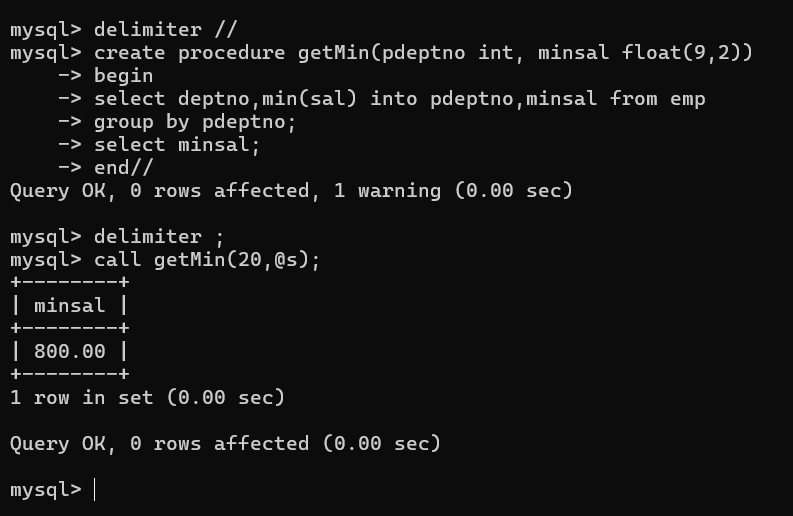 mysql> delimiter //
mysql> create procedure getMin(pdeptno int, minsal float(9,2))
    -> begin
    -> select deptno,min(sal) into pdeptno,minsal from emp
    -> group by pdeptno;
    -> select minsal;
    -> end//
Query OK, 0 rows affected, 1 warning (0.00 sec)

mysql> delimiter ;
mysql> call getMin(20,@s);
+--------+
| minsal |
+--------+
| 800.00 |
+--------+
1 row in set (0.00 sec)

Query OK, 0 rows affected (0.00 sec)

mysql>